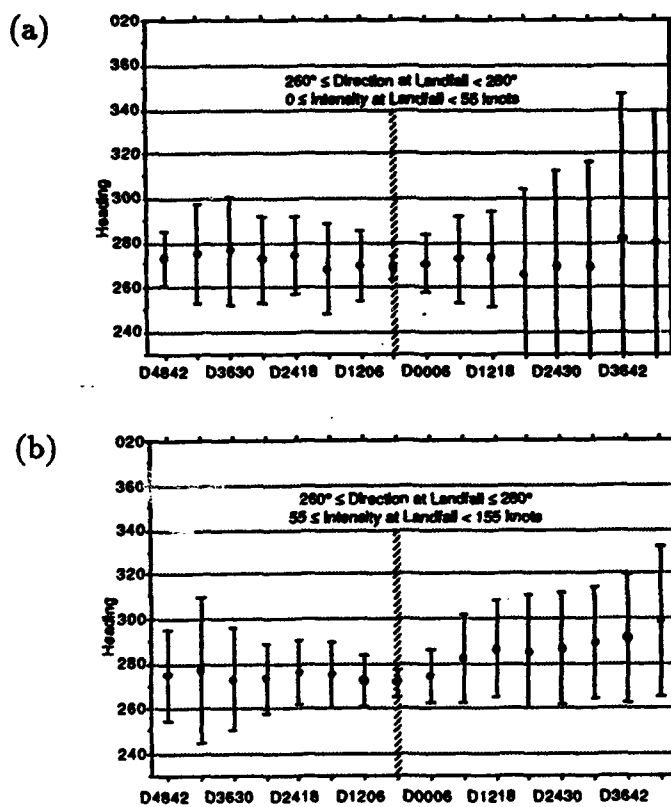 (a)
020
360
340
320
300
280
260
240
Heading
260° ≤ Direction at Landfall < 280°
0 ≤ Intensity at Landfall < 55 knots
D4842 D3630 D2418 D1206 D0006 D1218 D2430 D3642
(b)
020
360
340
320
300
280
260
240
Heading
260° ≤ Direction at Landfall ≤ 280°
55 ≤ Intensity at Landfall < 155 knots
D4842 D3630 D2418 D1206 D0006 D1218 D2430 D3642